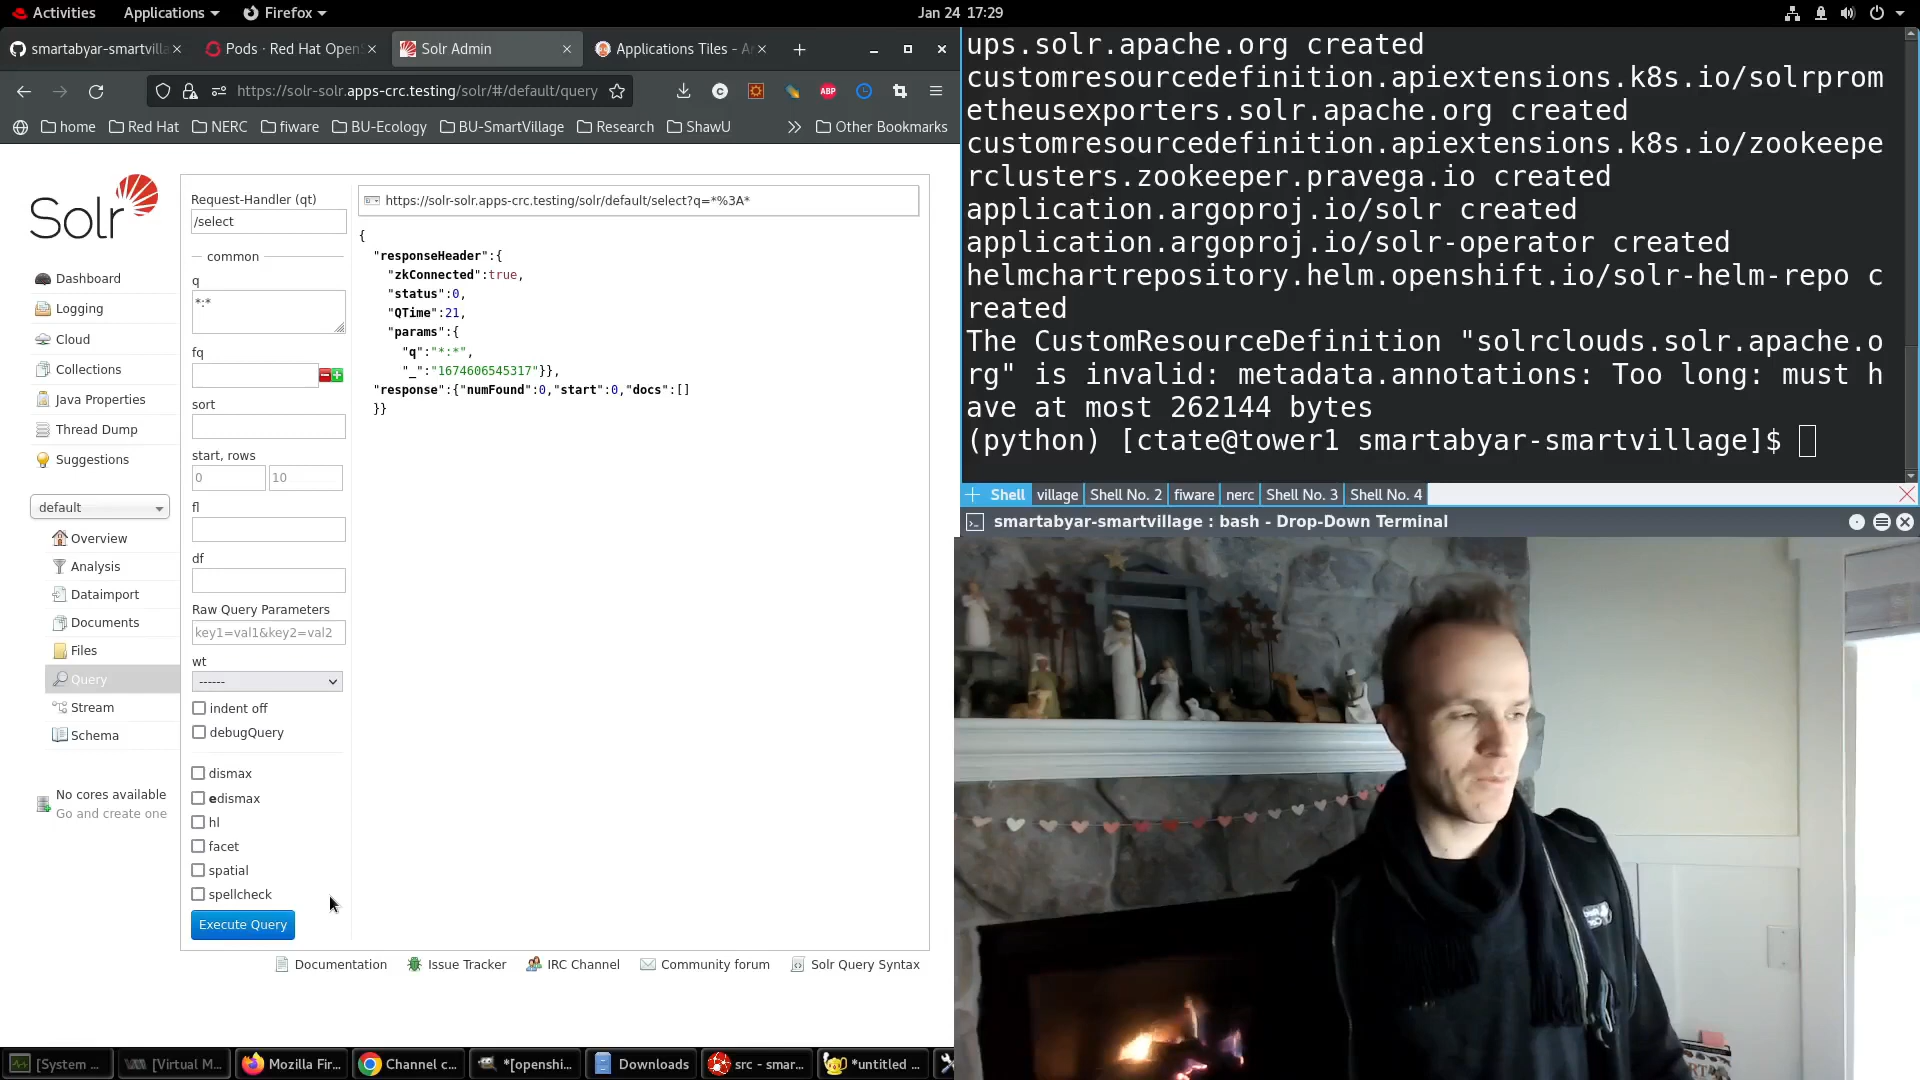 Activities Applications Firefox Jan 24 17:29
smartabyar-smartvilla Pods · Red Hat Open Solr Admin Applications Tiles - Ar
https://solr-solr.apps-crc.testing/solr/#/default/query
home Red Hat NERC fiware BU-Ecology BU-SmartVillage Research ShawU Other Bookmarks
Solr
Dashboard
Logging
Cloud
Collections
Java Properties
Thread Dump
Suggestions
default
Overview
Analysis
Dataimport
Documents
Files
Query
Stream
Schema
No cores available
Go and create one
Request-Handler (qt)
/select
common
q
*:*
fq
sort
start, rows
0 10
fl
df
Raw Query Parameters
key1=val1&key2=val2
wt
------
indent off
debugQuery
dismax
edismax
hl
facet
spatial
spellcheck
Execute Query
https://solr-solr.apps-crc.testing/solr/default/select?q=*%3A*
{
"responseHeader":{
"zkConnected":true,
"status":0,
"QTime":21,
"params":{
"q":"*:*",
"_":"1674606545317"}},
"response":{"numFound":0,"start":0,"docs":[]
}}
Documentation Issue Tracker IRC Channel Community forum Solr Query Syntax
ups.solr.apache.org created
customresourcedefinition.apiextensions.k8s.io/solrprom
etheusexporters.solr.apache.org created
customresourcedefinition.apiextensions.k8s.io/zookeepe
rclusters.zookeeper.pravega.io created
application.argoproj.io/solr created
application.argoproj.io/solr-operator created
helmchartrepository.helm.openshift.io/solr-helm-repo c
reated
The CustomResourceDefinition "solrclouds.solr.apache.o
rg" is invalid: metadata.annotations: Too long: must h
ave at most 262144 bytes
(python) [ctate@tower1 smartabyar-smartvillage]$
Shell village Shell No. 2 fiware nerc Shell No. 3 Shell No. 4
smartabyar-smartvillage : bash - Drop-Down Terminal
[System ... [Virtual M... Mozilla Fir... Channel c... *[openshi... Downloads src - smar... *untitled ...